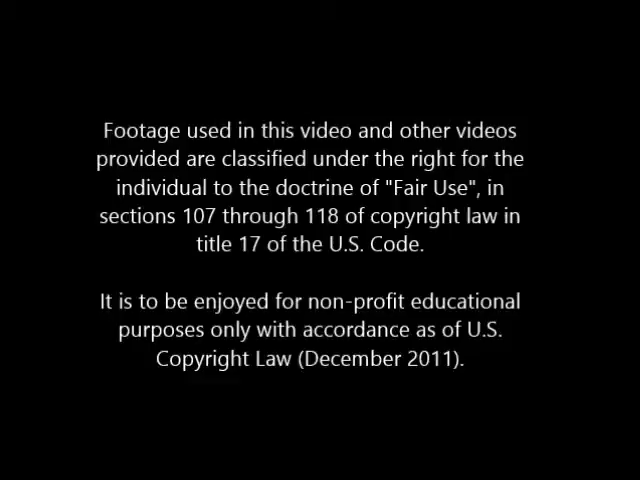 Footage used in this video and other videos
provided are classified under the right for the
individual to the doctrine of "Fair Use", in
sections 107 through 118 of copyright law in
title 17 of the U.S. Code.
It is to be enjoyed for non-profit educational
purposes only with accordance as of U.S.
Copyright Law (December 2011).